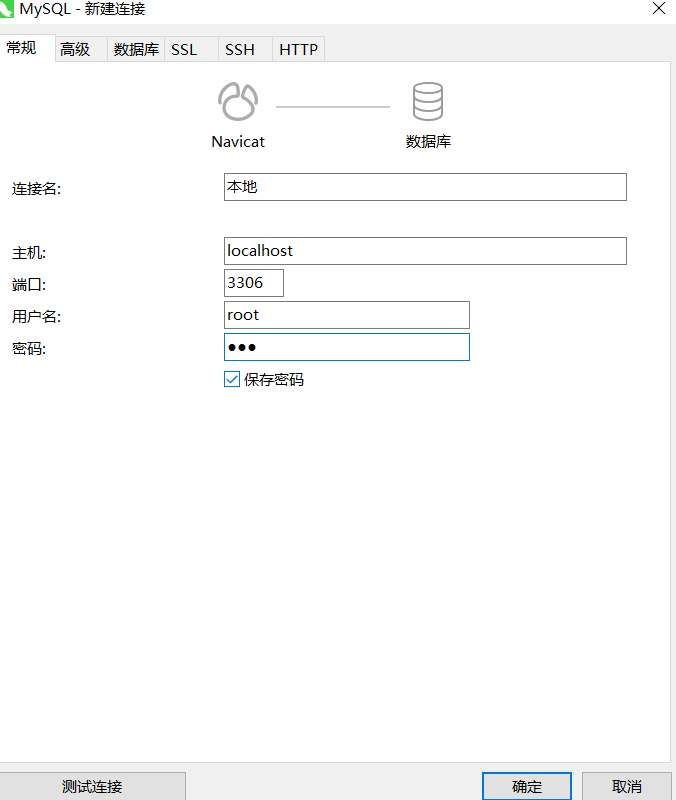 MySQL - 新建连接
常规 高级 数据库 SSL SSH HTTP
Navicat 数据库
连接名: 本地
主机: localhost
端口: 3306
用户名: root
密码: ●●●
保存密码
测试连接 确定 取消